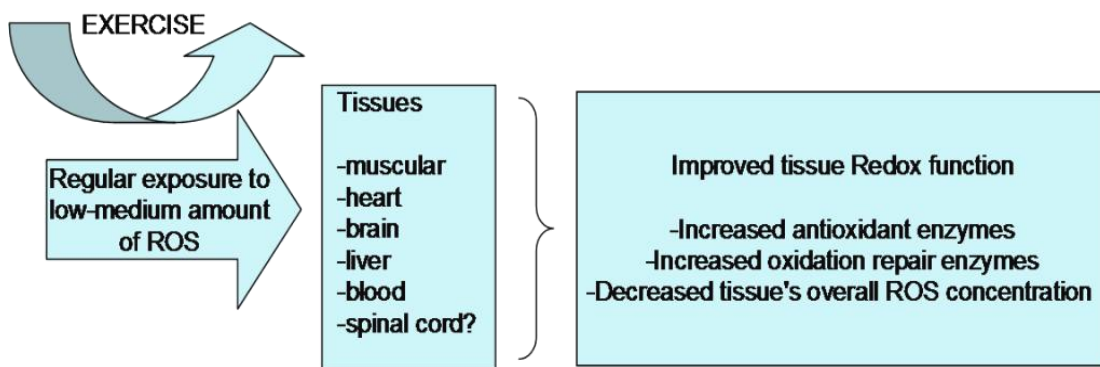 EXERCISE
Regular exposure to
low-medium amount
of ROS
Tissues
-muscular
-heart
-brain
-liver
-blood
-spinal cord?
Improved tissue Redox function
-Increased antioxidant enzymes
-Increased oxidation repair enzymes
-Decreased tissue's overall ROS concentration